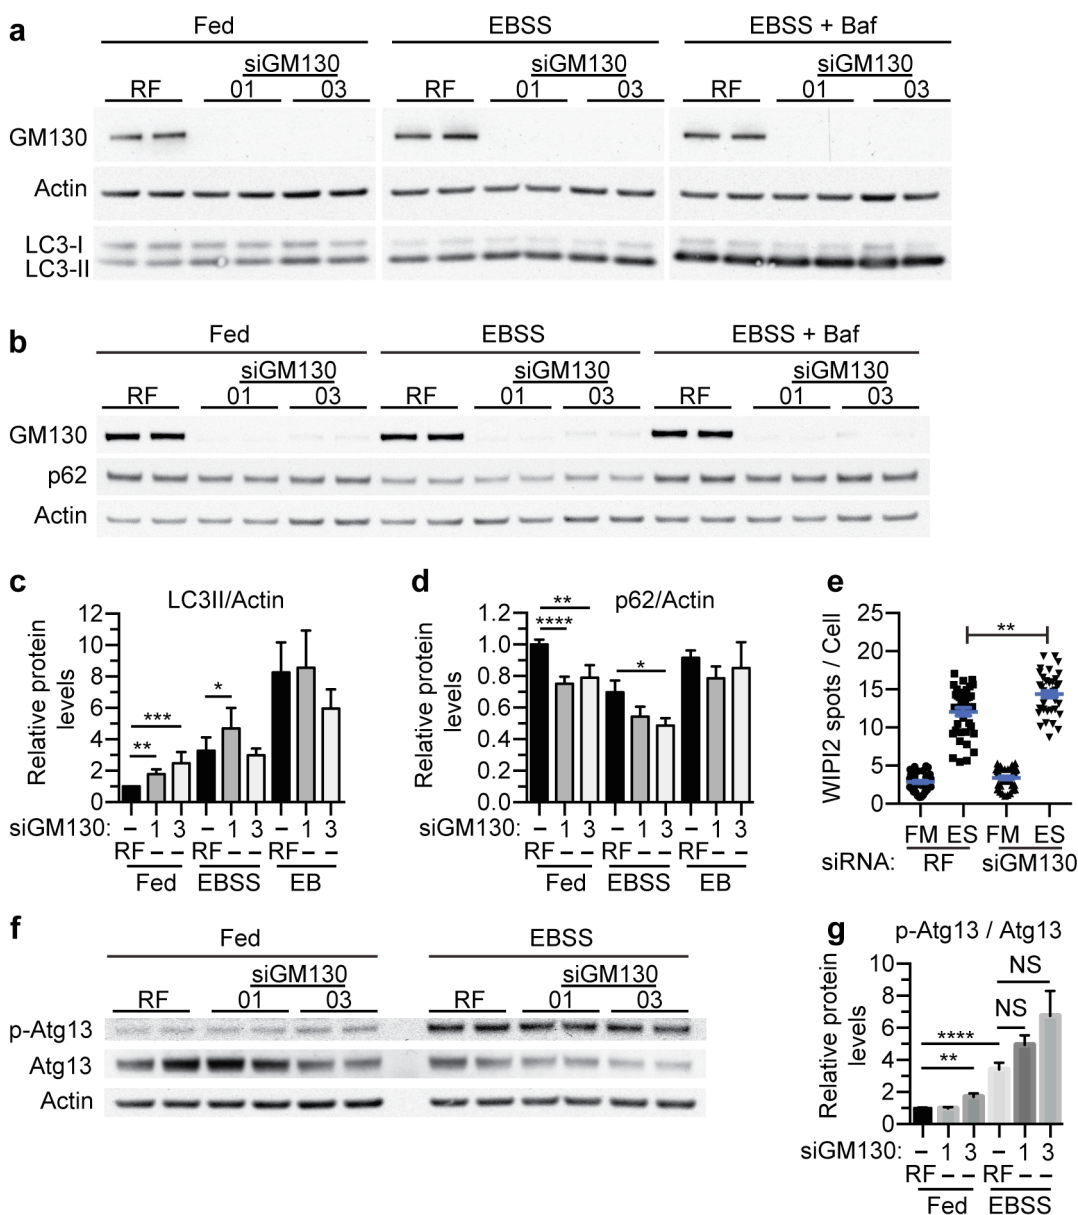 a
Fed EBSS EBSS + Baf
siGM130 siGM130 siGM130
RF 01 03 RF 01 03 RF 01 03
GM130
Actin
LC3-I
LC3-II
b
Fed EBSS EBSS + Baf
siGM130 siGM130 siGM130
RF 01 03 RF 01 03 RF 01 03
GM130
p62
Actin
c
LC3II/Actin
Relative protein
levels
12
10
8
6
4
2
0
** *** *
siGM130: – 1 3 – 1 3 – 1 3
RF – – RF – – RF – –
Fed EBSS EB
d
p62/Actin
Relative protein
levels
1.2
1.0
0.8
0.6
0.4
0.2
0.0
**
****
*
siGM130: – 1 3 – 1 3 – 1 3
RF – – RF – – RF – –
Fed EBSS EB
e
WIPI2 spots / Cell
25
20
15
10
5
0
**
FM ES FM ES
siRNA: RF siGM130
f
Fed EBSS
siGM130 siGM130
RF 01 03 RF 01 03
p-Atg13
Atg13
Actin
g
p-Atg13 / Atg13
Relative protein
levels
10
8
6
4
2
0
NS
NS
****
**
siGM130: – 1 3 – 1 3
RF – – RF – –
Fed EBSS